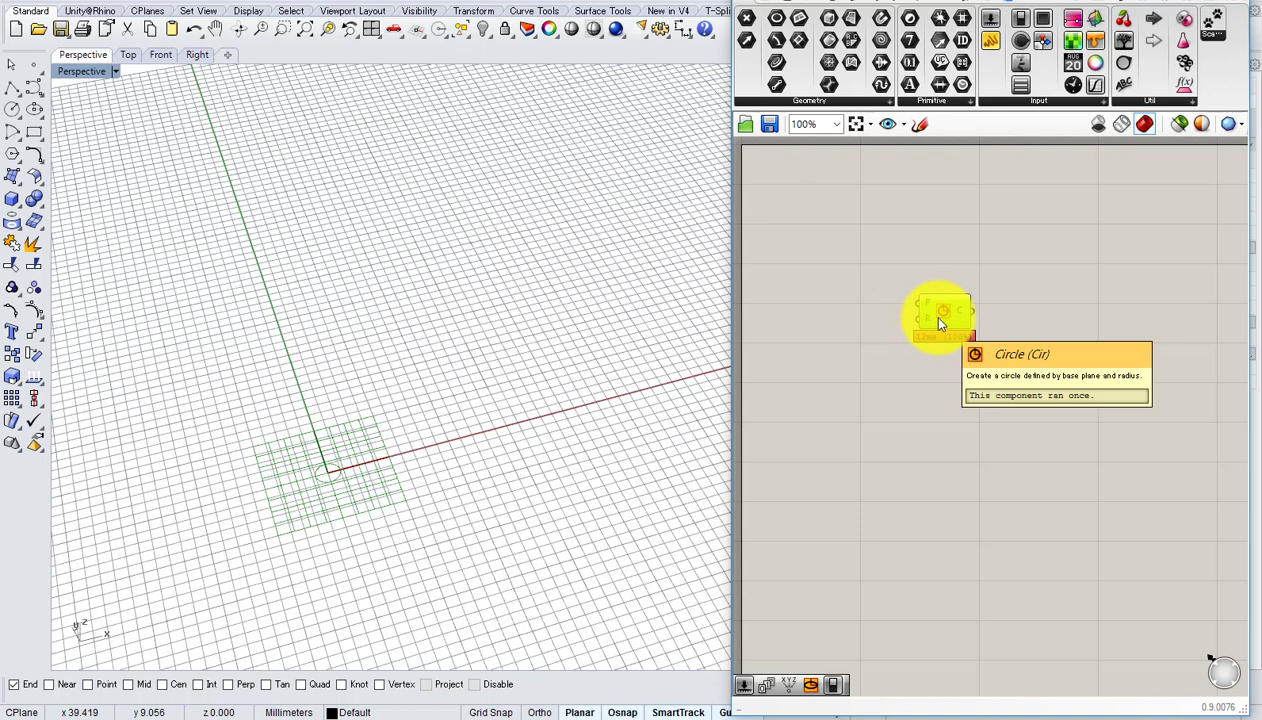 Standard CPlanes Set View Display Select Viewport Layout Visibility Transform Curve Tools Surface Tools New in V4 T-Spli
Unity@Rhino
Perspective Top Front Right
Perspective
Geometry Primitive Input Util
100%
P
R
C
Circle (Cir)
Create a circle defined by base plane and radius.
This component ran once.
y z
x
End Near Point Mid Cen Int Perp Tan Quad Knot Vertex Project Disable
CPlane x 39.419 y 9.056 z 0.000 Millimeters Default Grid Snap Ortho Planar Osnap SmartTrack Gu
0.9.0076